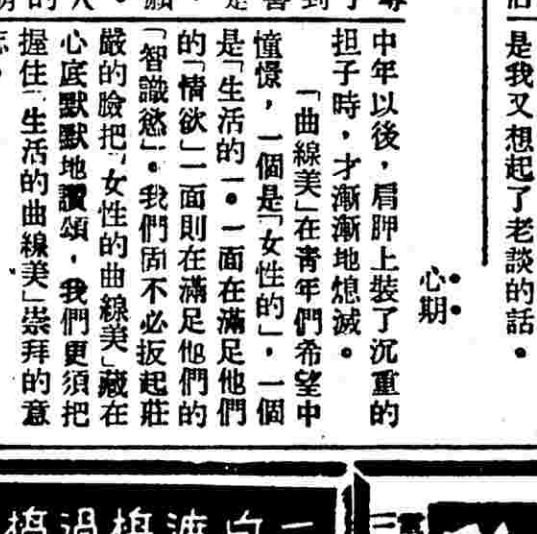 是我又想起了老談的話。
心期
中年以後，肩胛上裝了沉重的
担子時，才漸漸地熄滅。
「曲線美」在青年們希望中
憧憬，一個是「女性的」，一個
是「生活的」。一面在滿足他們
的「情欲」一面則在滿足他們的
「智識慾」。我們固不必扳起莊
嚴的臉把「女性的曲線美」藏在
心底默默地讚頌，我們更須把
握住「生活的曲線美」崇拜的意